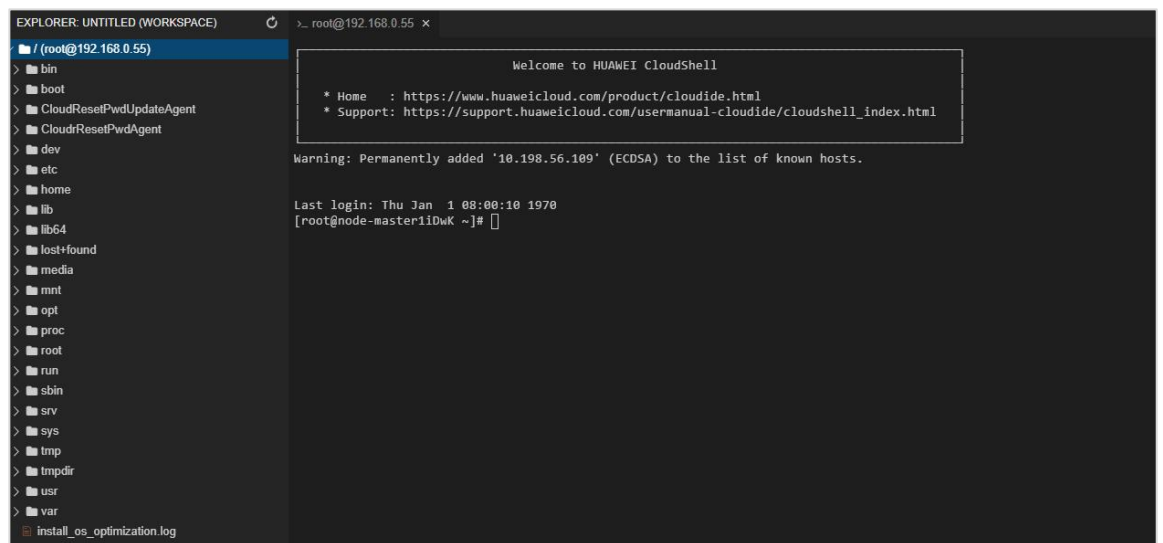 EXPLORER: UNTITLED (WORKSPACE)
/ (root@192.168.0.55)
bin
boot
CloudResetPwdUpdateAgent
CloudrResetPwdAgent
dev
etc
home
lib
lib64
lost+found
media
mnt
opt
proc
root
run
sbin
srv
sys
tmp
tmpdir
usr
var
install_os_optimization.log
>_ root@192.168.0.55 ×
Welcome to HUAWEI CloudShell
* Home : https://www.huaweicloud.com/product/cloudide.html
* Support: https://support.huaweicloud.com/usermanual-cloudide/cloudshell_index.html
Warning: Permanently added '10.198.56.109' (ECDSA) to the list of known hosts.
Last login: Thu Jan 1 08:00:10 1970
[root@node-master1iDwK ~]#